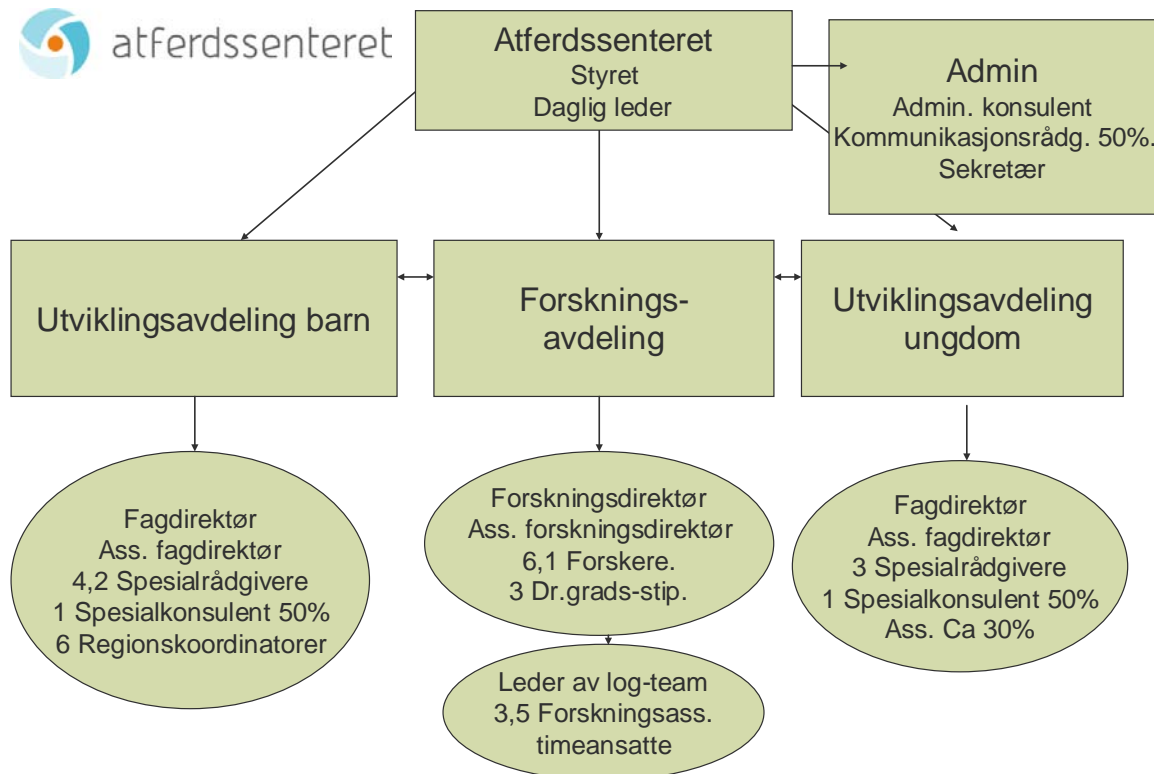 atferdssenteret
Atferdssenteret
Styret
Daglig leder
Admin
Admin. konsulent
Kommunikasjonsrådg. 50%.
Sekretær
Utviklingsavdeling barn
Forsknings-
avdeling
Utviklingsavdeling
ungdom
Fagdirektør
Ass. fagdirektør
4,2 Spesialrådgivere
1 Spesialkonsulent 50%
6 Regionskoordinatorer
Forskningsdirektør
Ass. forskningsdirektør
6,1 Forskere.
3 Dr.grads-stip.
Fagdirektør
Ass. fagdirektør
3 Spesialrådgivere
1 Spesialkonsulent 50%
Ass. Ca 30%
Leder av log-team
3,5 Forskningsass.
timeansatte